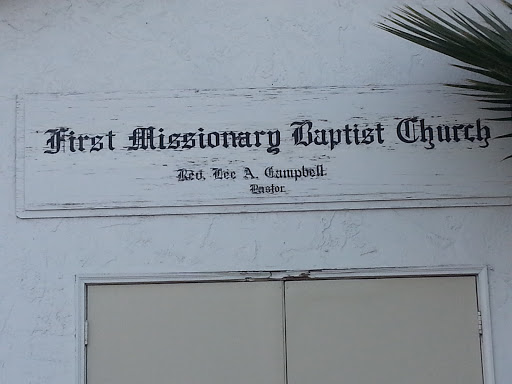 First Missionary Baptist Church
Rev. Lee A. Campbell
Pastor